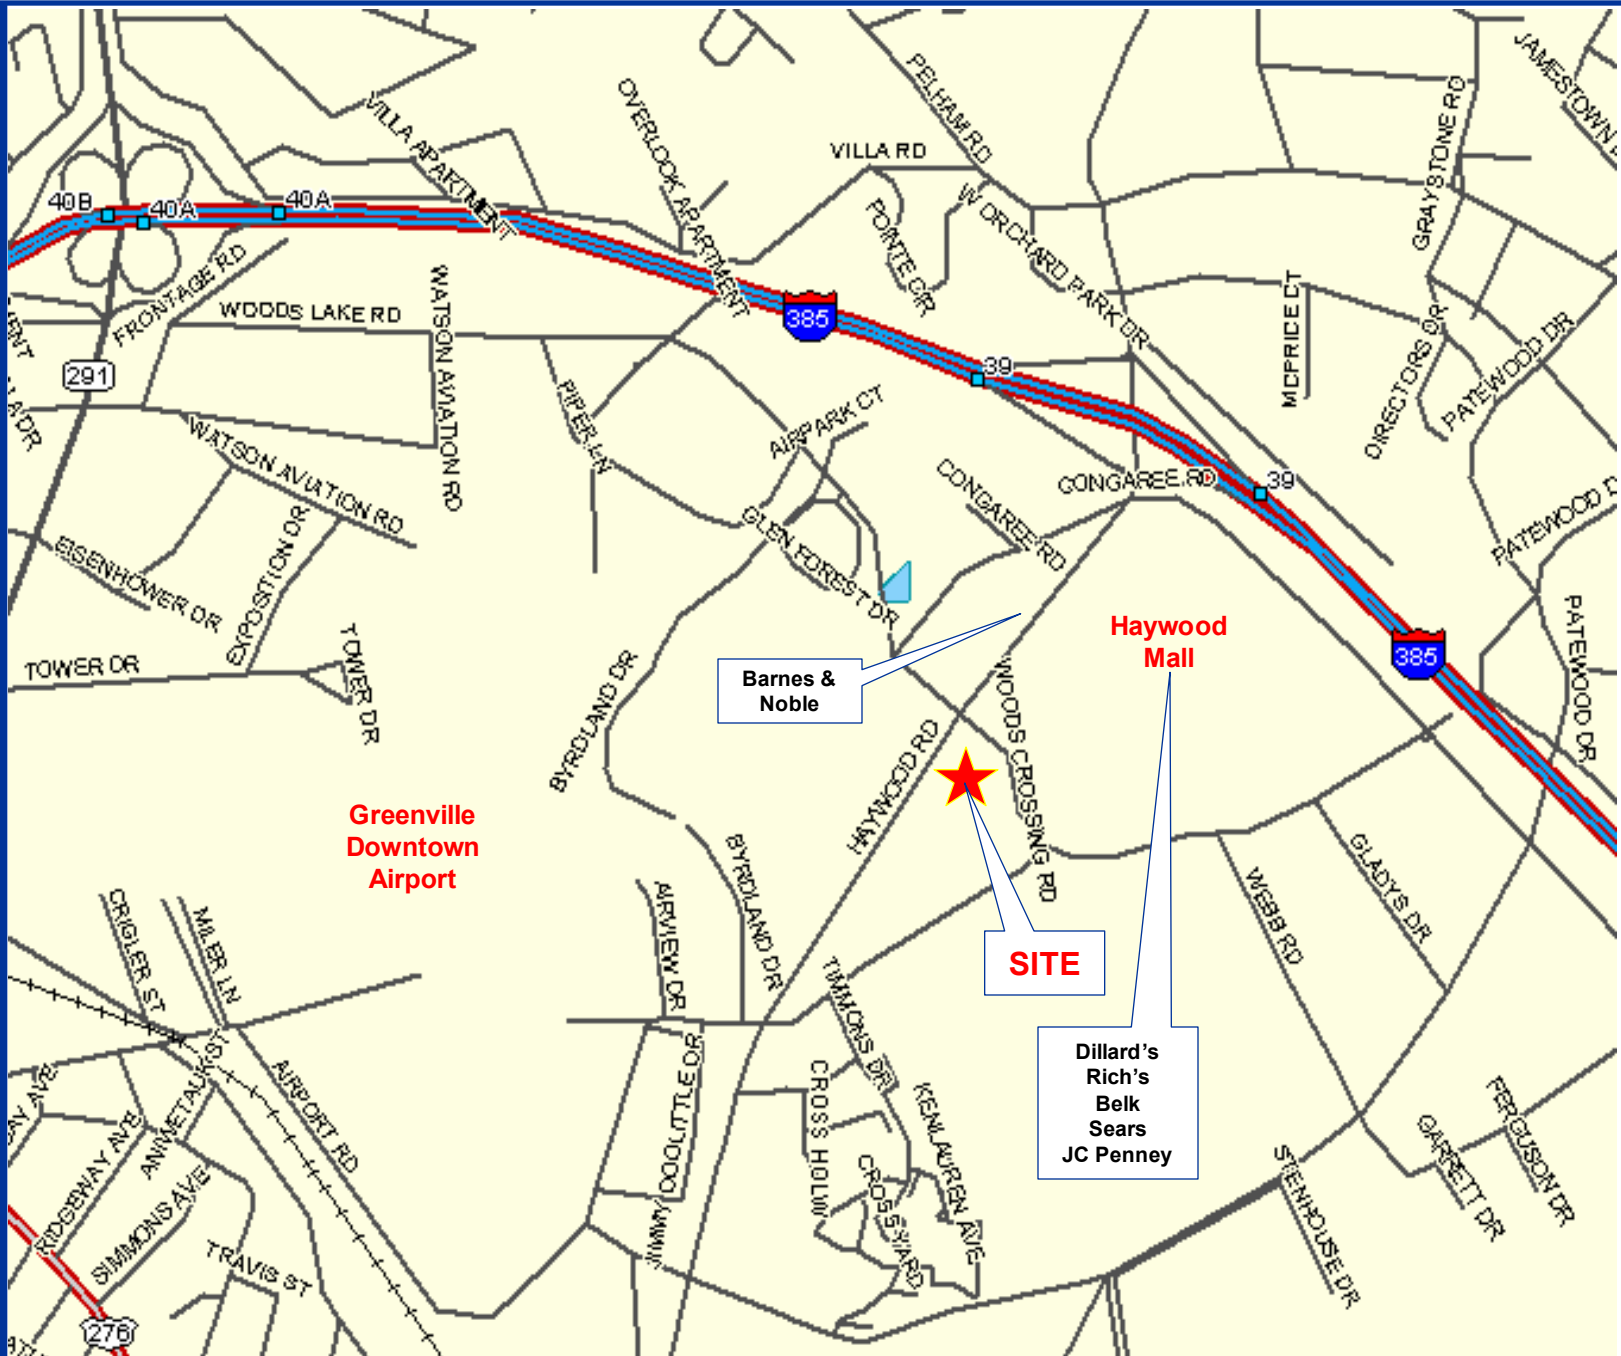 JAMESTOWN
PELHAM RD
OVERLOOK APARTMENT
VILLA APARTMENT
GRAYSTONE RD
VILLA RD
40B
40A
40A
W ORCHARD PARK DR
POINTE DR
FRONTAGE RD
WOODS LAKE RD
WATSON AVIATION RD
385
MCPRICE CT
DIRECTORS DR
PATEWOOD DR
39
291
PIPER LN
AIRPARK CT
WATSON AVIATION RD
CONGAREE RD
CONGAREE RD
39
PATEWOOD D
GLEN FOREST DR
EISENHOWER DR
EXPOSITION DR
TOWER DR
TOWER DR
PATEWOOD DR
Haywood
Mall
385
Barnes &
Noble
WOODS CROSSING RD
BYRDLAND DR
HAYWOOD RD
Greenville
Downtown
Airport
BYRDLAND DR
GLADYS DR
WEBB RD
AIRVIEW DR
CRIGLER ST
MILER LN
SITE
TIMMONS DR
Dillard's
Rich's
Belk
Sears
JC Penney
JIMMY DOOLITTLE DR
CROSS HOLW
KENLAUREN AVE
CROSSYARD
AIRPORT RD
ANNIETAUK ST
RIDGEWAY AVE
SIMMONS AVE
TRAVIS ST
FERGUSON DR
GARRETT DR
STENHOUSE DR
276